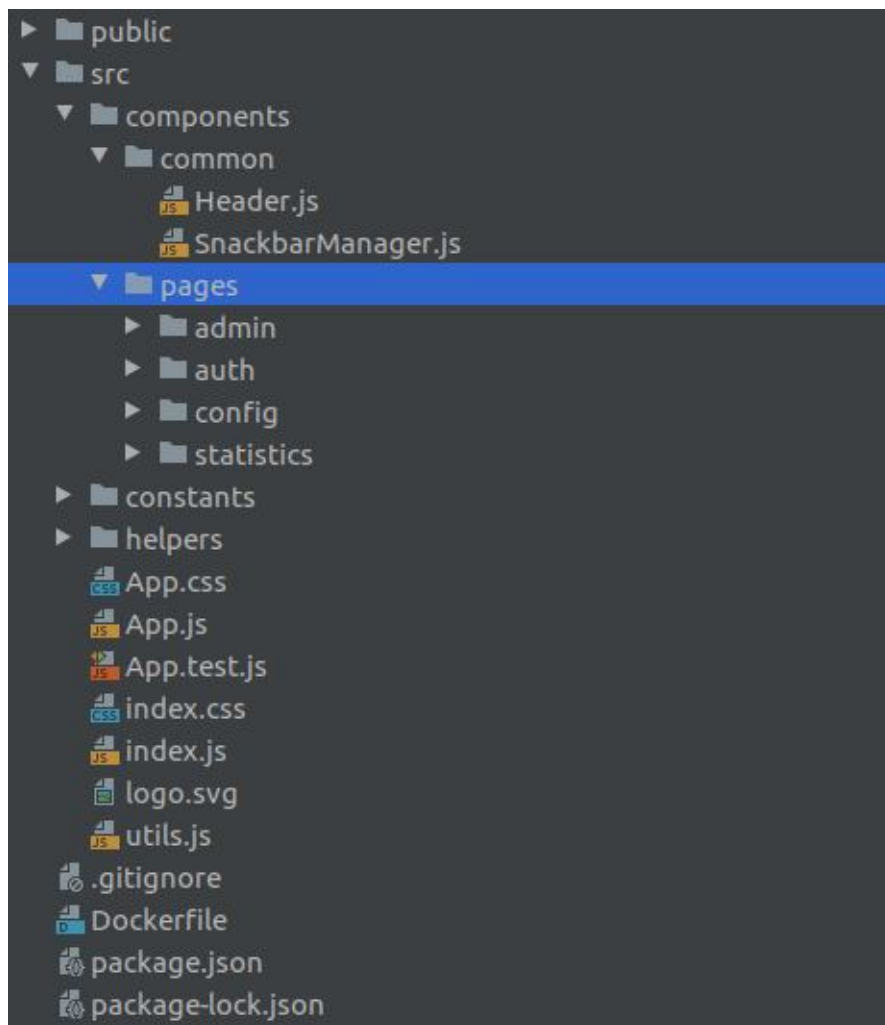 public
src
components
common
Header.js
SnackbarManager.js
pages
admin
auth
config
statistics
constants
helpers
App.css
App.js
App.test.js
index.css
index.js
logo.svg
utils.js
.gitignore
Dockerfile
package.json
package-lock.json